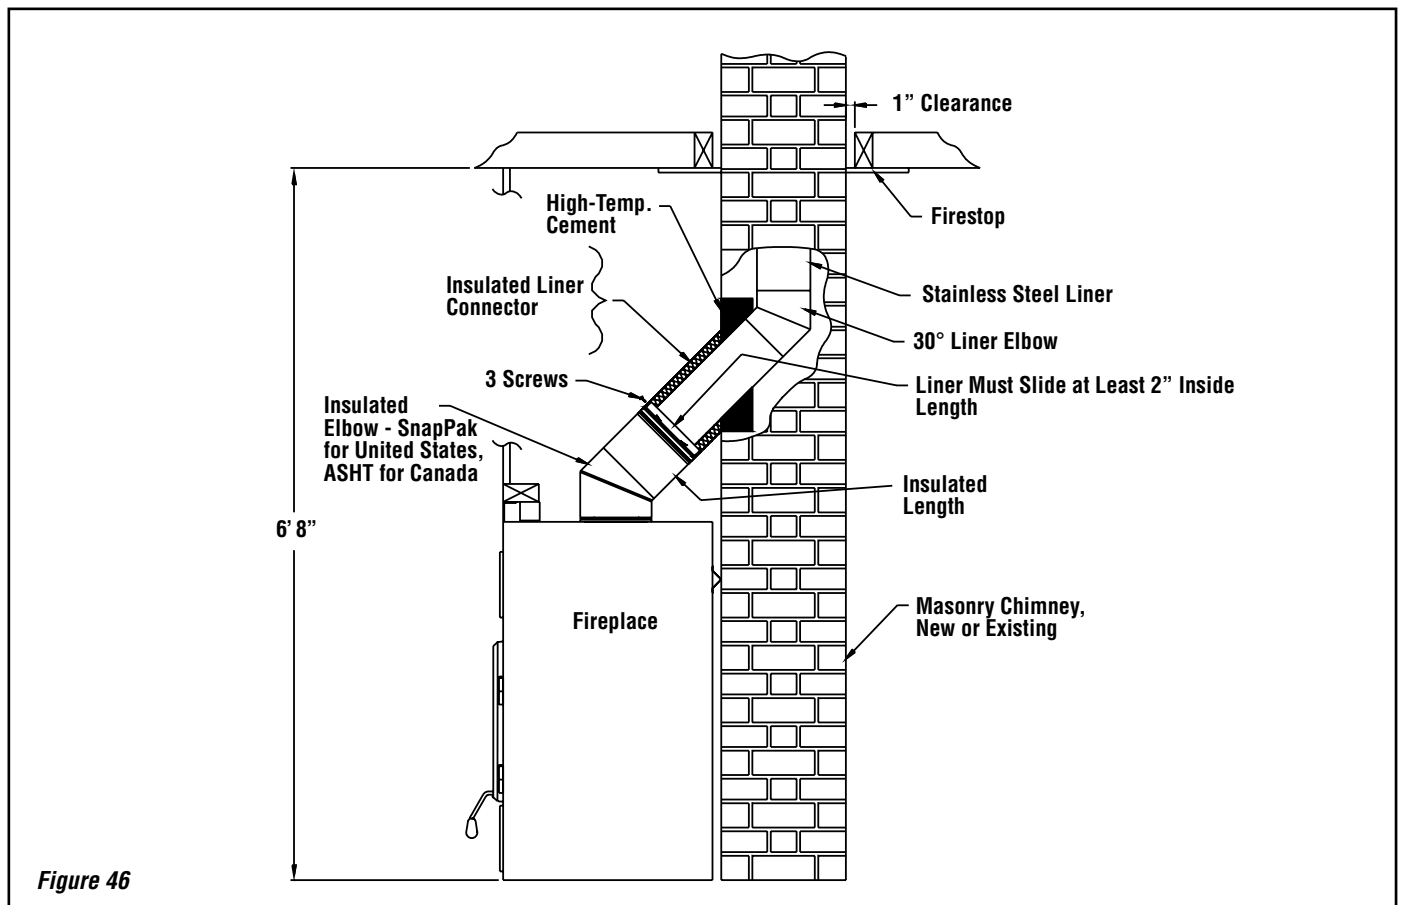 1” Clearance
High-Temp.
Cement
Firestop
Insulated Liner
Connector
Stainless Steel Liner
30° Liner Elbow
3 Screws
Liner Must Slide at Least 2” Inside
Length
Insulated
Elbow - SnapPak
for United States,
ASHT for Canada
Insulated
Length
6’ 8”
Fireplace
Masonry Chimney,
New or Existing
Figure 46